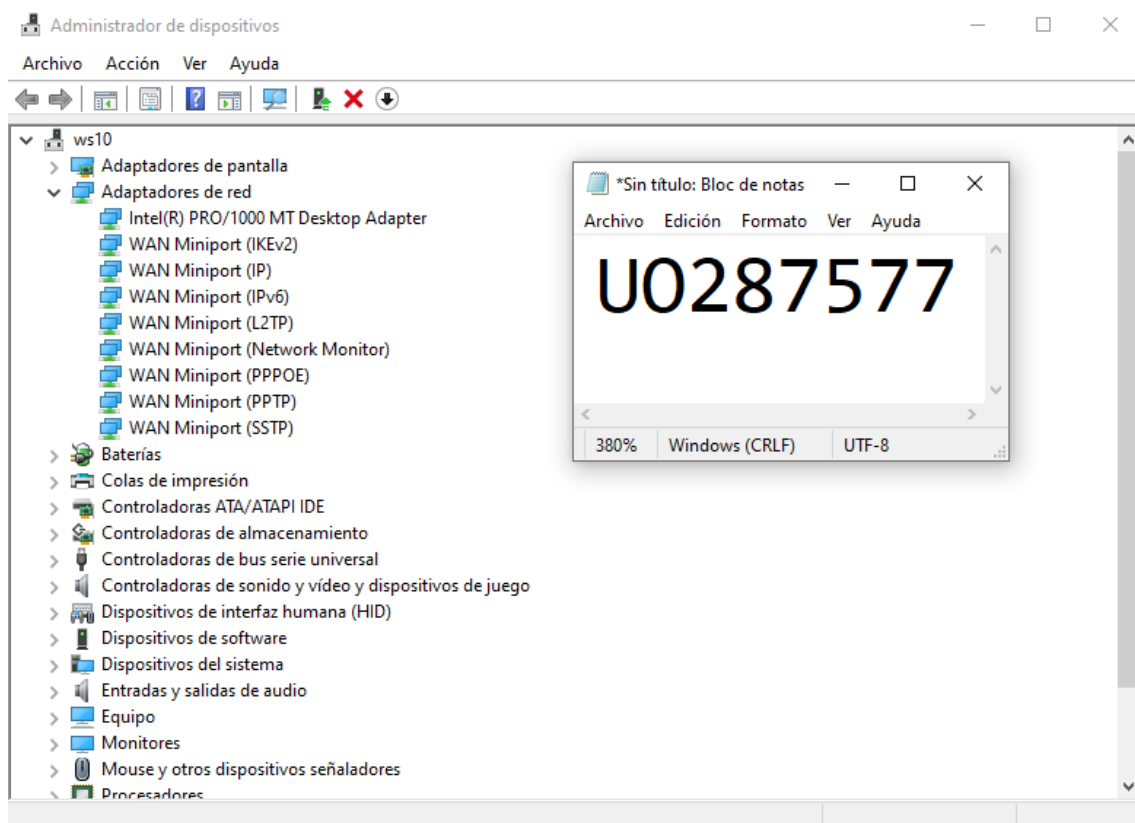 Administrador de dispositivos
Archivo Acción Ver Ayuda
ws10
Adaptadores de pantalla
Adaptadores de red
Intel(R) PRO/1000 MT Desktop Adapter
WAN Miniport (IKEv2)
WAN Miniport (IP)
WAN Miniport (IPv6)
WAN Miniport (L2TP)
WAN Miniport (Network Monitor)
WAN Miniport (PPPOE)
WAN Miniport (PPTP)
WAN Miniport (SSTP)
Baterías
Colas de impresión
Controladoras ATA/ATAPI IDE
Controladoras de almacenamiento
Controladoras de bus serie universal
Controladoras de sonido y vídeo y dispositivos de juego
Dispositivos de interfaz humana (HID)
Dispositivos de software
Dispositivos del sistema
Entradas y salidas de audio
Equipo
Monitores
Mouse y otros dispositivos señaladores
Procesadores
*Sin título: Bloc de notas
Archivo Edición Formato Ver Ayuda
UO287577
380% Windows (CRLF) UTF-8